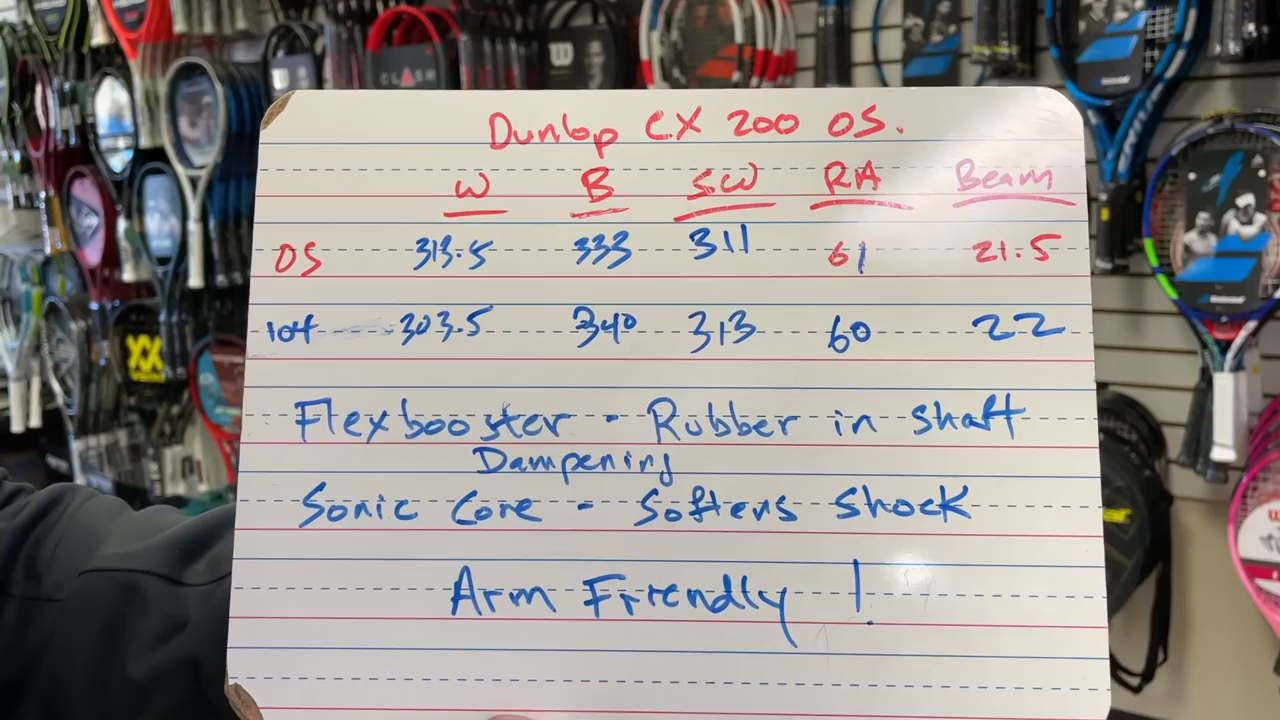 Dunlop CX 200 OS.
W B SW RA Beam
OS 313.5 333 311 61 21.5
104 303.5 340 313 60 22
Flexbooster - Rubber in shaft
Dampening
Sonic Core - Softens Shock
Arm Friendly !
CLASH